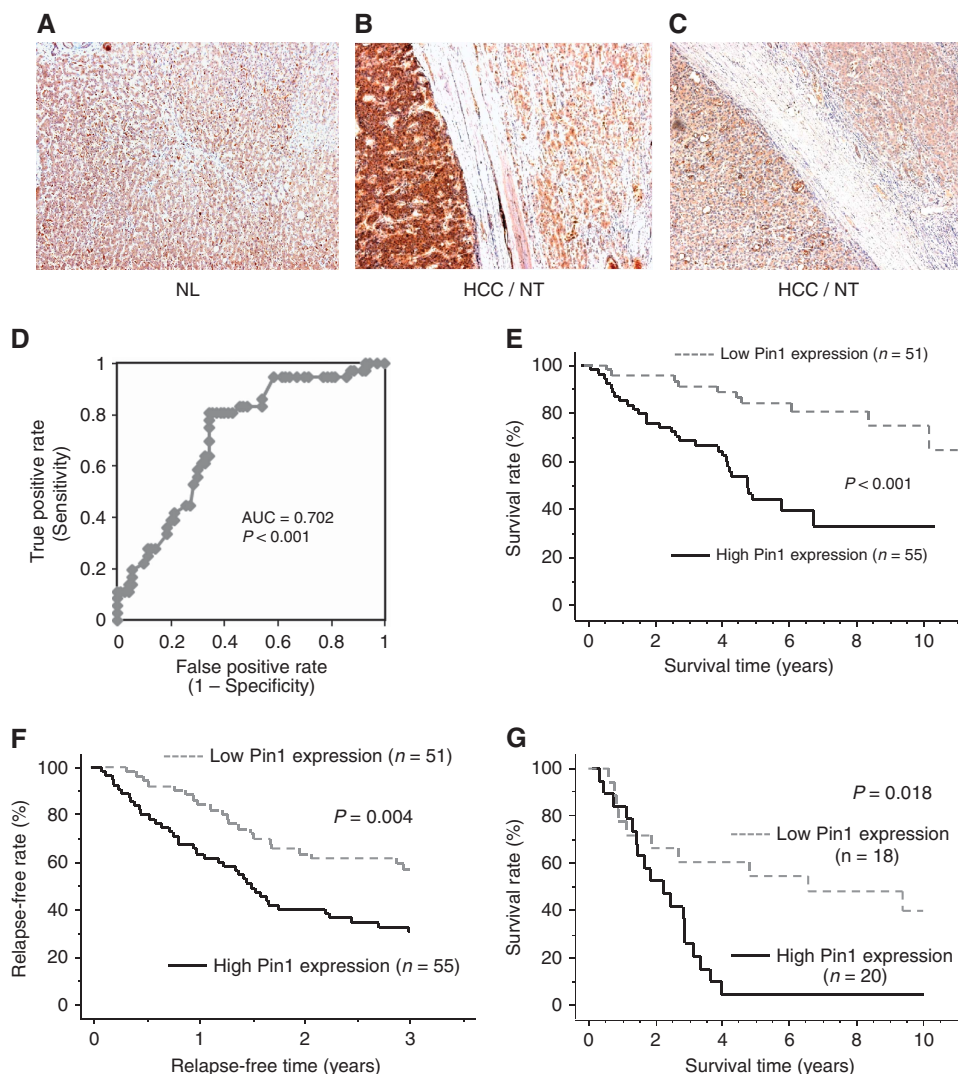 A
B
C
NL
HCC / NT
HCC / NT
D
1
0.8
0.6
0.4
0.2
0
0
0.2
0.4
0.6
0.8
1
True positive rate
(Sensitivity)
AUC = 0.702
P < 0.001
False positive rate
(1 – Specificity)
E
100
80
60
40
20
0
0
2
4
6
8
10
Survival rate (%)
Low Pin1 expression (n = 51)
P < 0.001
High Pin1 expression (n = 55)
Survival time (years)
F
100
80
60
40
20
0
0
1
2
3
Relapse-free rate (%)
Low Pin1 expression (n = 51)
P = 0.004
High Pin1 expression (n = 55)
Relapse-free time (years)
G
100
80
60
40
20
0
0
2
4
6
8
10
Survival rate (%)
P = 0.018
Low Pin1 expression
(n = 18)
High Pin1 expression
(n = 20)
Survival time (years)